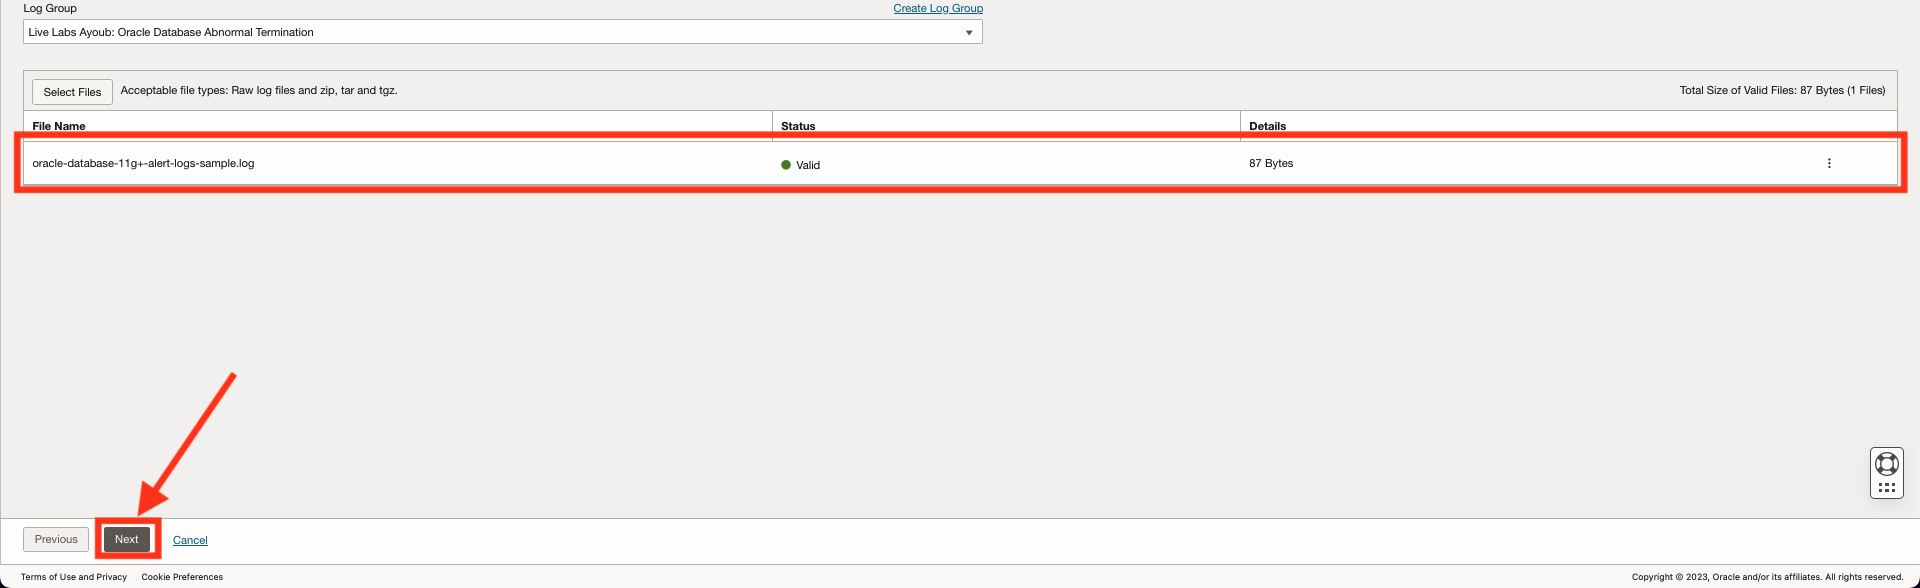 Log Group
Create Log Group
Live Labs Ayoub: Oracle Database Abnormal Termination
Select Files
Acceptable file types: Raw log files and zip, tar and tgz.
Total Size of Valid Files: 87 Bytes (1 Files)
File Name
Status
Details
oracle-database-11g+-alert-logs-sample.log
Valid
87 Bytes
Previous
Next
Cancel
Terms of Use and Privacy
Cookie Preferences
Copyright © 2023, Oracle and/or its affiliates. All rights reserved.